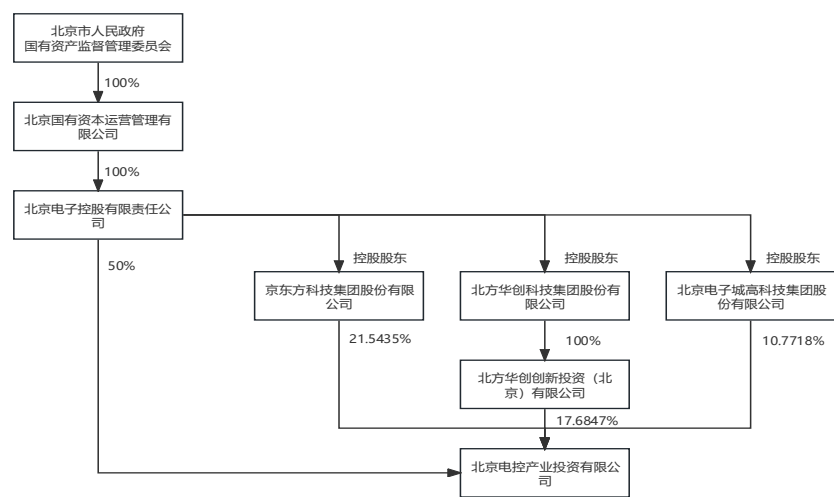 北京市人民政府
国有资产监督管理委员会
100%
北京国有资本运营管理有
限公司
100%
北京电子控股有限责任公
司
50%
控股股东
控股股东
控股股东
京东方科技集团股份有限
公司
北方华创科技集团股份有
限公司
北京电子城高科技集团股
份有限公司
21.5435%
100%
10.7718%
北方华创创新投资（北
京）有限公司
17.6847%
北京电控产业投资有限公
司